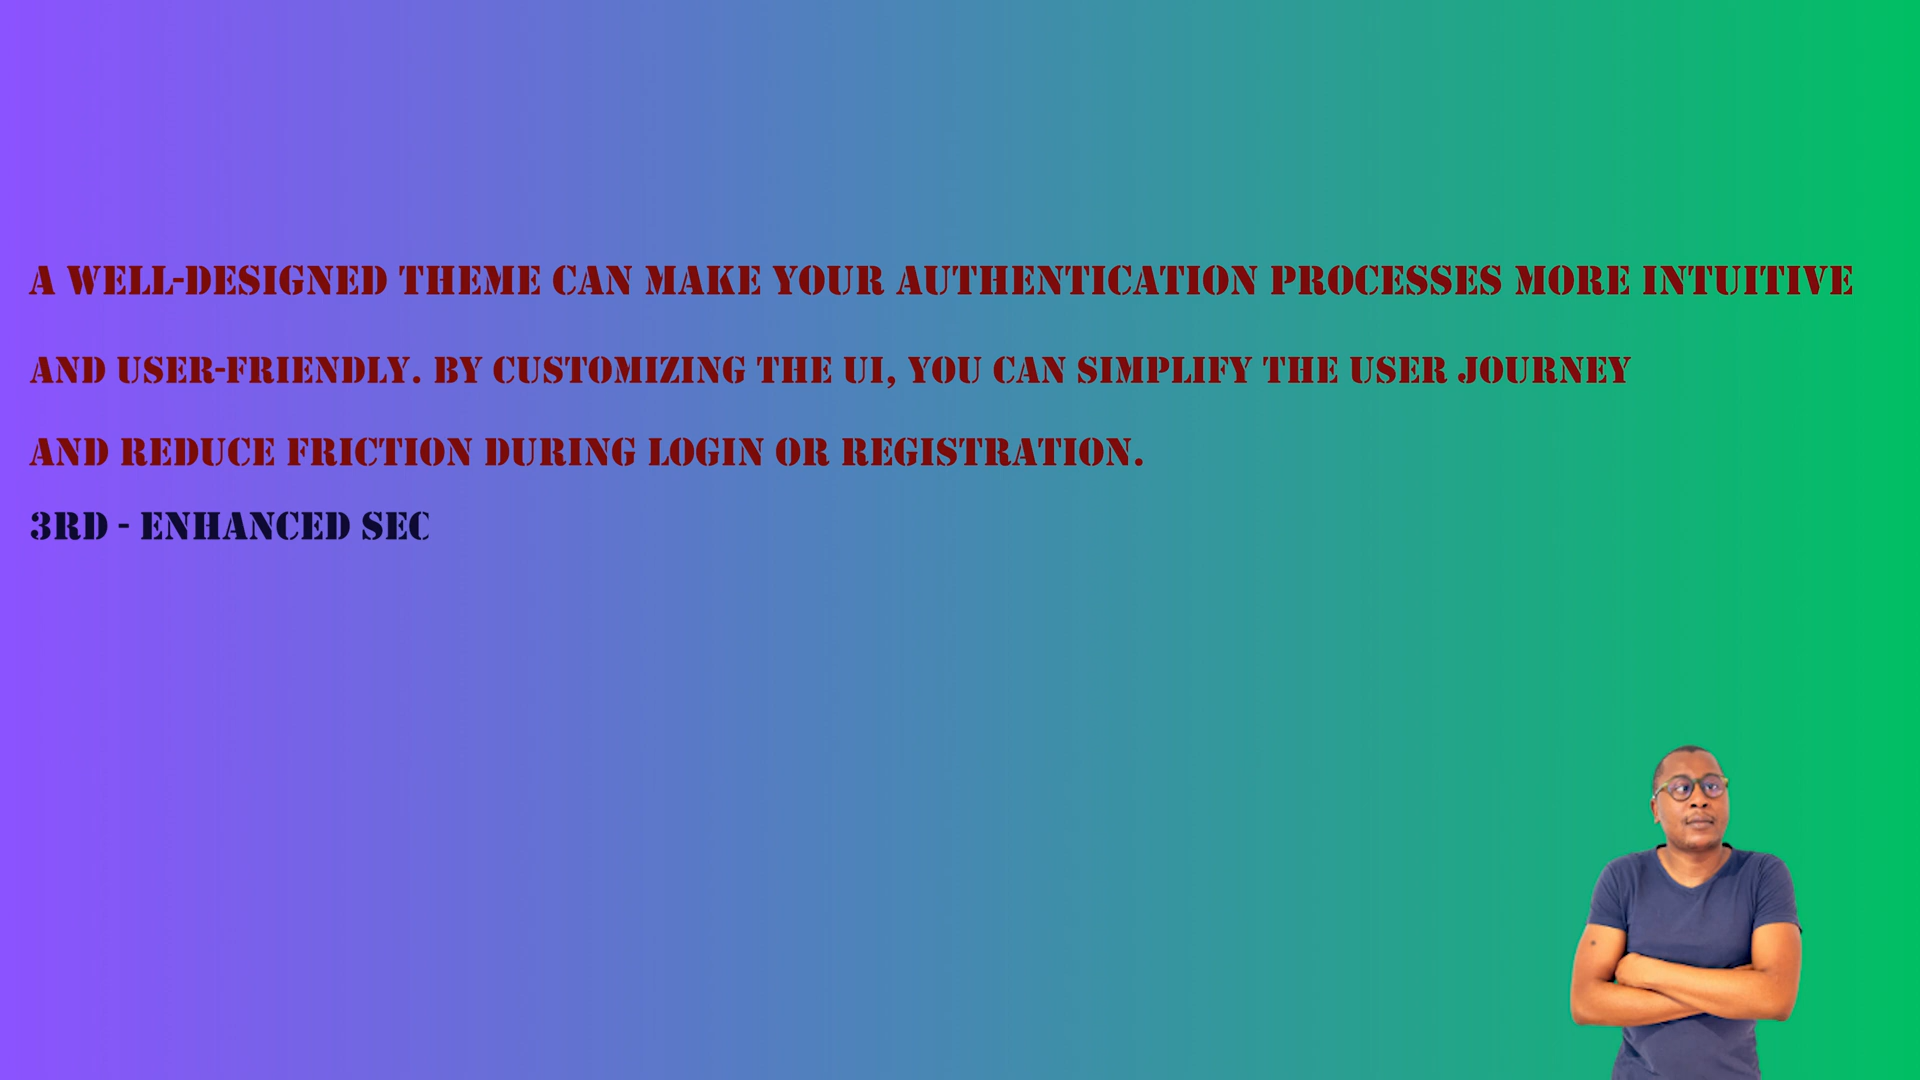 A WELL-DESIGNED THEME CAN MAKE YOUR AUTHENTICATION PROCESSES MORE INTUITIVE
AND USER-FRIENDLY. BY CUSTOMIZING THE UI, YOU CAN SIMPLIFY THE USER JOURNEY
AND REDUCE FRICTION DURING LOGIN OR REGISTRATION.
3RD - ENHANCED SEC